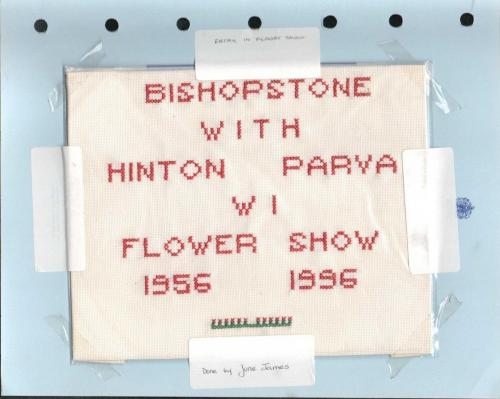 ENTRY IN FLOWER SHOW
BISHOPSTONE
WITH
HINTON PARVA
WI
FLOWER SHOW
1956 1996
Done by June James